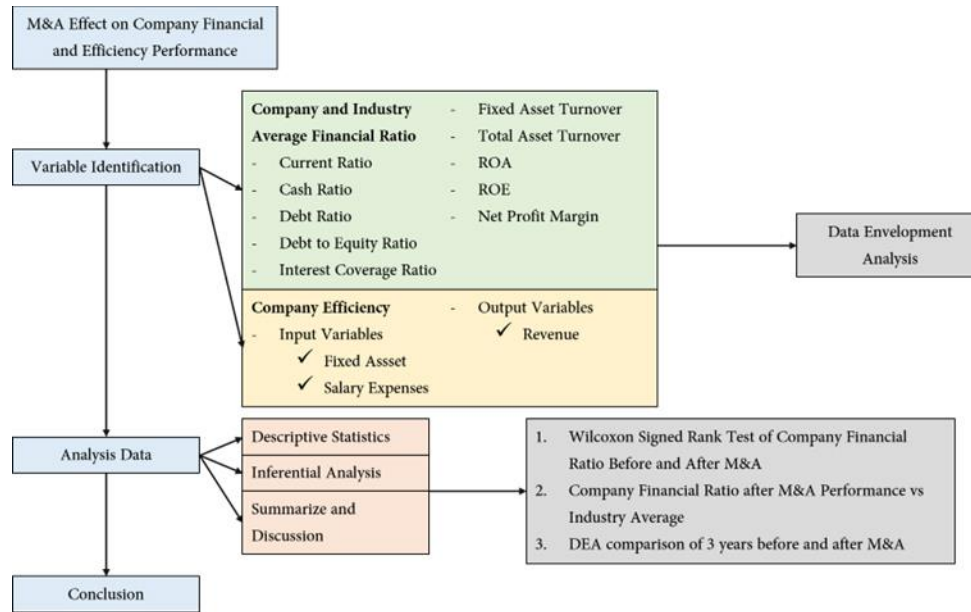 M&A Effect on Company Financial
and Efficiency Performance
Variable Identification
Company and Industry
Average Financial Ratio
- Current Ratio
- Cash Ratio
- Debt Ratio
- Debt to Equity Ratio
- Interest Coverage Ratio
- Fixed Asset Turnover
- Total Asset Turnover
- ROA
- ROE
- Net Profit Margin
Company Efficiency
- Input Variables
✓ Fixed Assset
✓ Salary Expenses
- Output Variables
✓ Revenue
Data Envelopment
Analysis
Analysis Data
Descriptive Statistics
Inferential Analysis
Summarize and
Discussion
1. Wilcoxon Signed Rank Test of Company Financial
Ratio Before and After M&A
2. Company Financial Ratio after M&A Performance vs
Industry Average
3. DEA comparison of 3 years before and after M&A
Conclusion